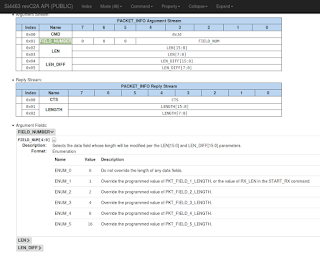 Si4463 revC2A API (PUBLIC) Index Mode (All) Command Property Collapse Expand
Argument Stream:
PACKET_INFO Argument Stream
Index Name 7 6 5 4 3 2 1 0
0x00 CMD 0x16
0x01 FIELD_NUMBER 0 0 0 FIELD_NUM
0x02 LEN LEN[15:8]
0x03 LEN[7:0]
0x04 LEN_DIFF LEN_DIFF[15:8]
0x05 LEN_DIFF[7:0]
Reply Stream:
PACKET_INFO Reply Stream
Index Name 7 6 5 4 3 2 1 0
0x00 CTS CTS
0x01 LENGTH LENGTH[15:8]
0x02 LENGTH[7:0]
Argument Fields:
FIELD_NUMBER
FIELD_NUM[4:0]
Description: Selects the data field whose length will be modified per the LEN[15:0] and LEN_DIFF[15:0] parameters.
Format: Enumeration
Name Value Description
ENUM_0 0 Do not override the length of any data fields.
ENUM_1 1 Override the programmed value of PKT_FIELD_1_LENGTH, or the value of RX_LEN in the START_RX command.
ENUM_2 2 Override the programmed value of PKT_FIELD_2_LENGTH.
ENUM_3 4 Override the programmed value of PKT_FIELD_3_LENGTH.
ENUM_4 8 Override the programmed value of PKT_FIELD_4_LENGTH.
ENUM_5 16 Override the programmed value of PKT_FIELD_5_LENGTH.
LEN
LEN_DIFF